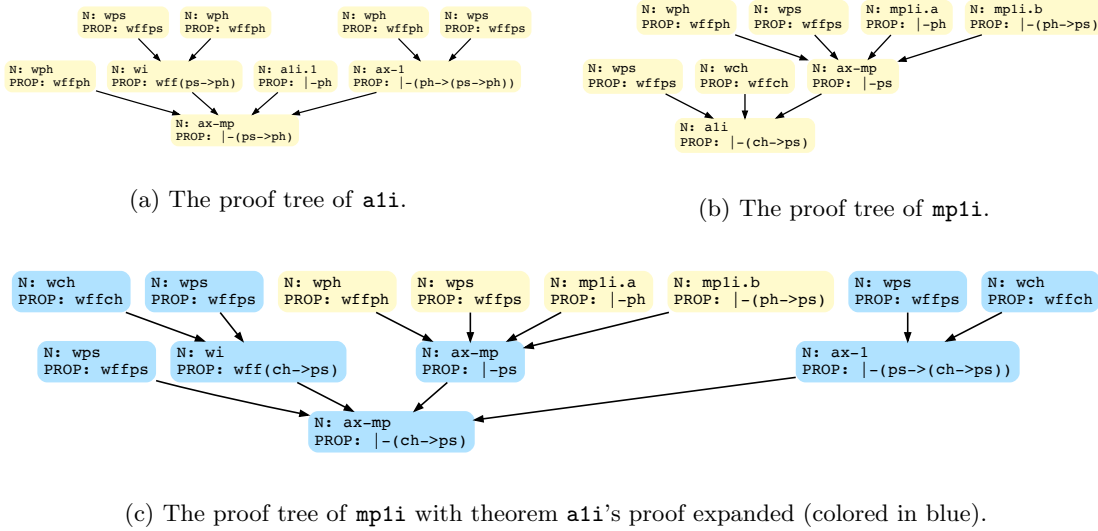 N: wps
PROP: wffps
N: wph
PROP: wffph
N: wph
PROP: wffph
N: wps
PROP: wffps
N: wph
PROP: wffph
N: wi
PROP: wff(ps->ph)
N: a1i.1
PROP: |-ph
N: ax-1
PROP: |-(ph->(ps->ph))
N: ax-mp
PROP: |-(ps->ph)
(a) The proof tree of a1i.
N: wph
PROP: wffph
N: wps
PROP: wffps
N: mp1i.a
PROP: |-ph
N: mp1i.b
PROP: |-(ph->ps)
N: wps
PROP: wffps
N: wch
PROP: wffch
N: ax-mp
PROP: |-ps
N: a1i
PROP: |-(ch->ps)
(b) The proof tree of mp1i.
N: wch
PROP: wffch
N: wps
PROP: wffps
N: wph
PROP: wffph
N: wps
PROP: wffps
N: mp1i.a
PROP: |-ph
N: mp1i.b
PROP: |-(ph->ps)
N: wps
PROP: wffps
N: wch
PROP: wffch
N: wps
PROP: wffps
N: wi
PROP: wff(ch->ps)
N: ax-mp
PROP: |-ps
N: ax-1
PROP: |-(ps->(ch->ps))
N: ax-mp
PROP: |-(ch->ps)
(c) The proof tree of mp1i with theorem a1i's proof expanded (colored in blue).